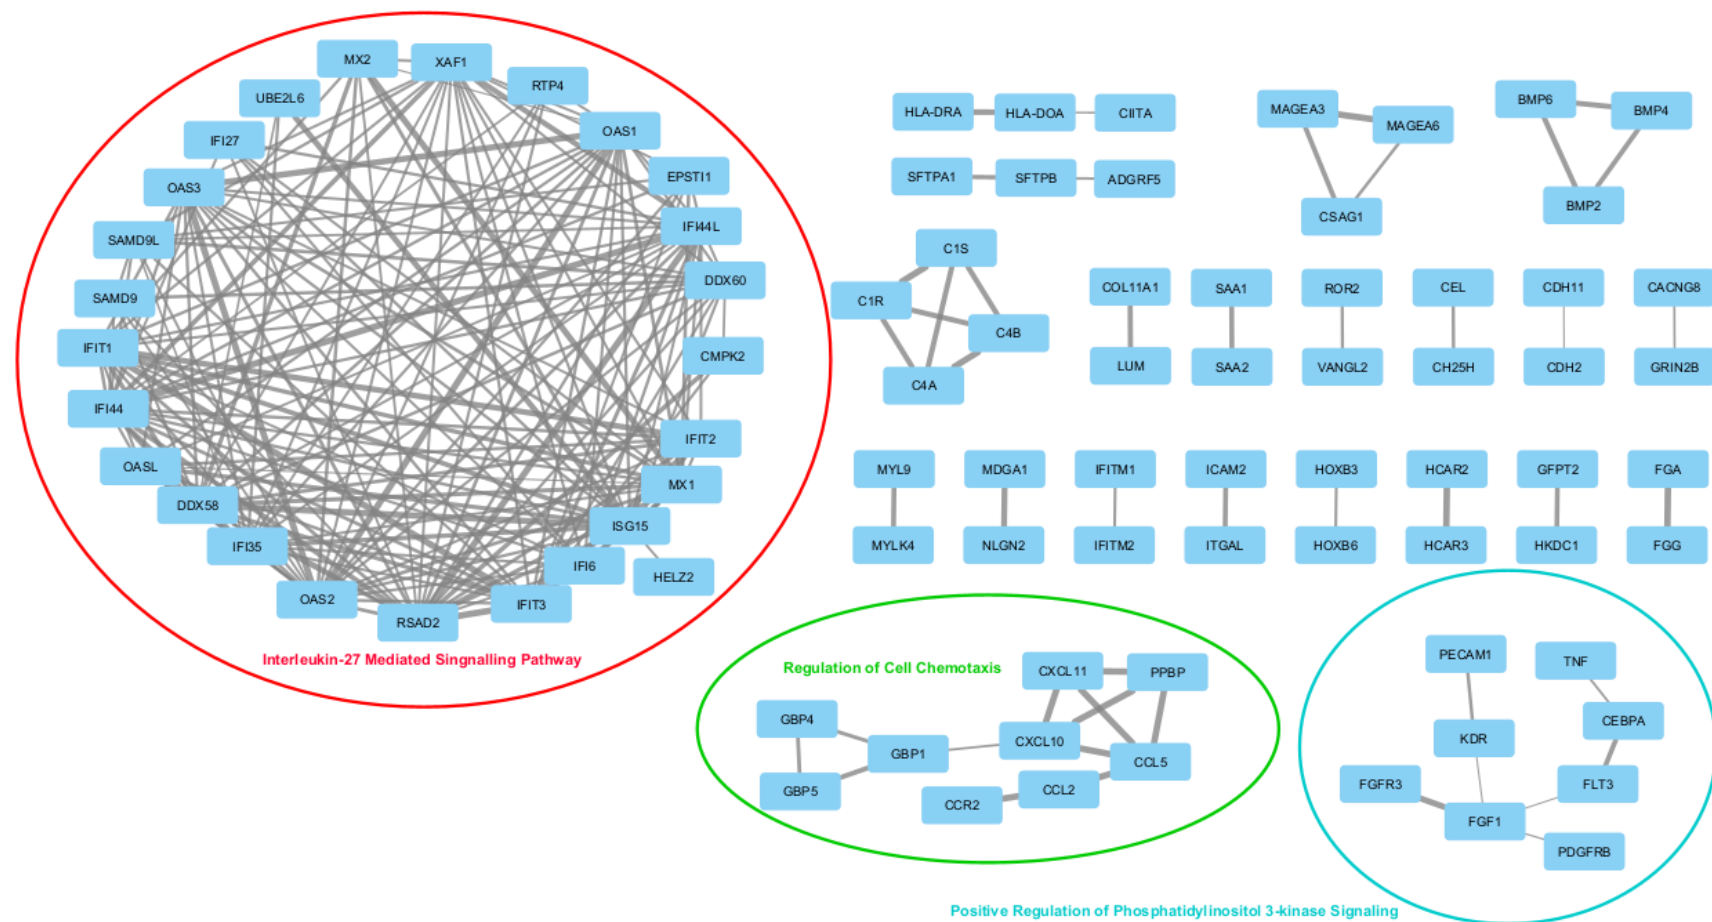 MX2
XAF1
RTP4
UBE2L6
OAS1
IFI27
EPSTI1
OAS3
IFI44L
SAMD9L
DDX60
SAMD9
IFIT1
CMPK2
IFI44
IFIT2
OASL
MX1
DDX58
ISG15
IFI35
IFI6
HELZ2
OAS2
IFIT3
RSAD2
Interleukin-27 Mediated Singnalling Pathway
HLA-DRA
HLA-DOA
CIITA
SFTPA1
SFTPB
ADGRF5
MAGEA3
MAGEA6
CSAG1
BMP6
BMP4
BMP2
C1S
C1R
C4B
C4A
COL11A1
SAA1
ROR2
CEL
CDH11
CACNG8
LUM
SAA2
VANGL2
CH25H
CDH2
GRIN2B
MYL9
MDGA1
IFITM1
ICAM2
HOXB3
HCAR2
GFPT2
FGA
MYLK4
NLGN2
IFITM2
ITGAL
HOXB6
HCAR3
HKDC1
FGG
Regulation of Cell Chemotaxis
CXCL11
PPBP
GBP4
GBP1
CXCL10
CCL5
GBP5
CCR2
CCL2
PECAM1
TNF
CEBPA
KDR
FGFR3
FLT3
FGF1
PDGFRB
Positive Regulation of Phosphatidylinositol 3-kinase Signaling